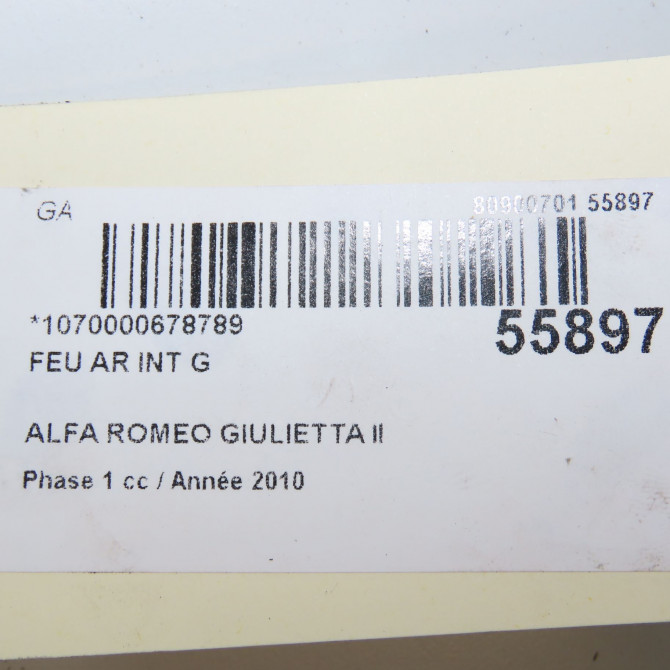 GA
80900701 55897
*1070000678789
55897
FEU AR INT G
ALFA ROMEO GIULIETTA II
Phase 1 cc / Année 2010